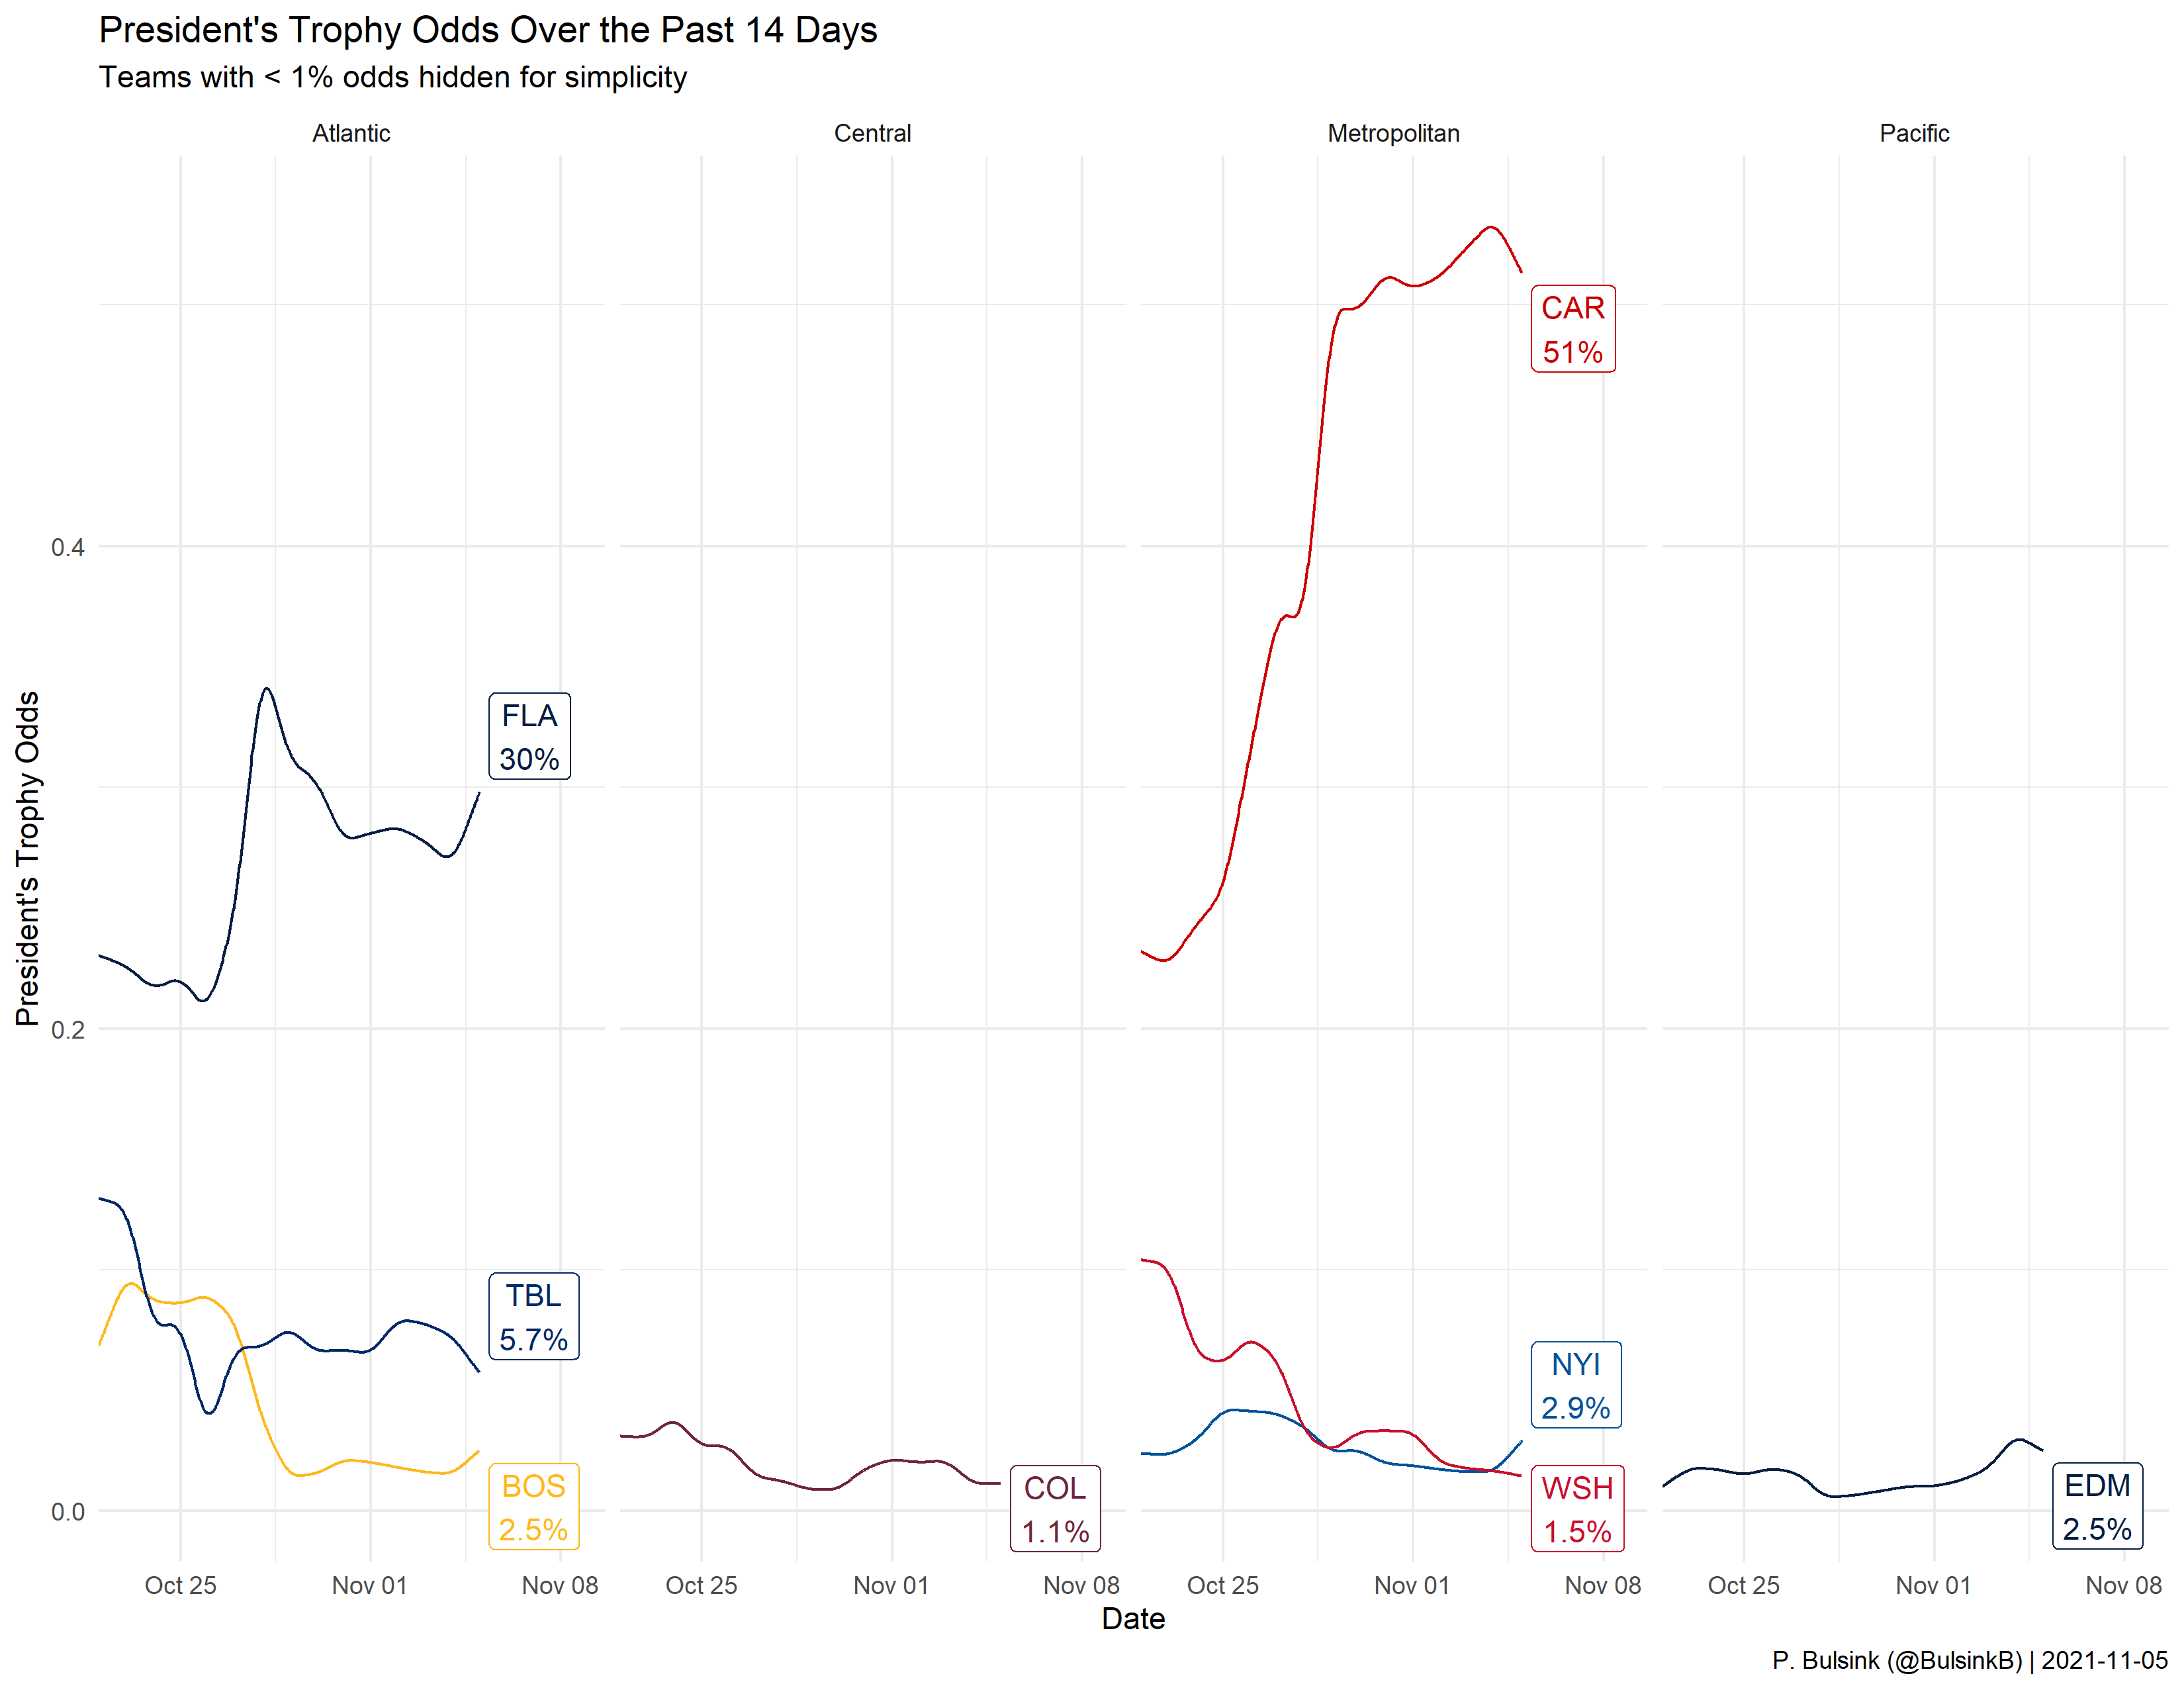 President's Trophy Odds Over the Past 14 Days
Teams with < 1% odds hidden for simplicity
Atlantic
Central
Metropolitan
Pacific
President's Trophy Odds
0.4
0.2
0.0
FLA
30%
TBL
5.7%
BOS
2.5%
COL
1.1%
CAR
51%
NYI
2.9%
WSH
1.5%
EDM
2.5%
Oct 25
Nov 01
Nov 08
Oct 25
Nov 01
Nov 08
Oct 25
Nov 01
Nov 08
Oct 25
Nov 01
Nov 08
Date
P. Bulsink (@BulsinkB) | 2021-11-05